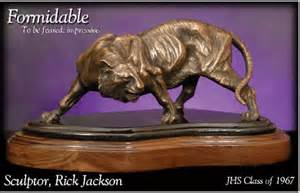 Formidable
To be feared; impressive
Sculptor, Rick Jackson
JHS Class of 1967